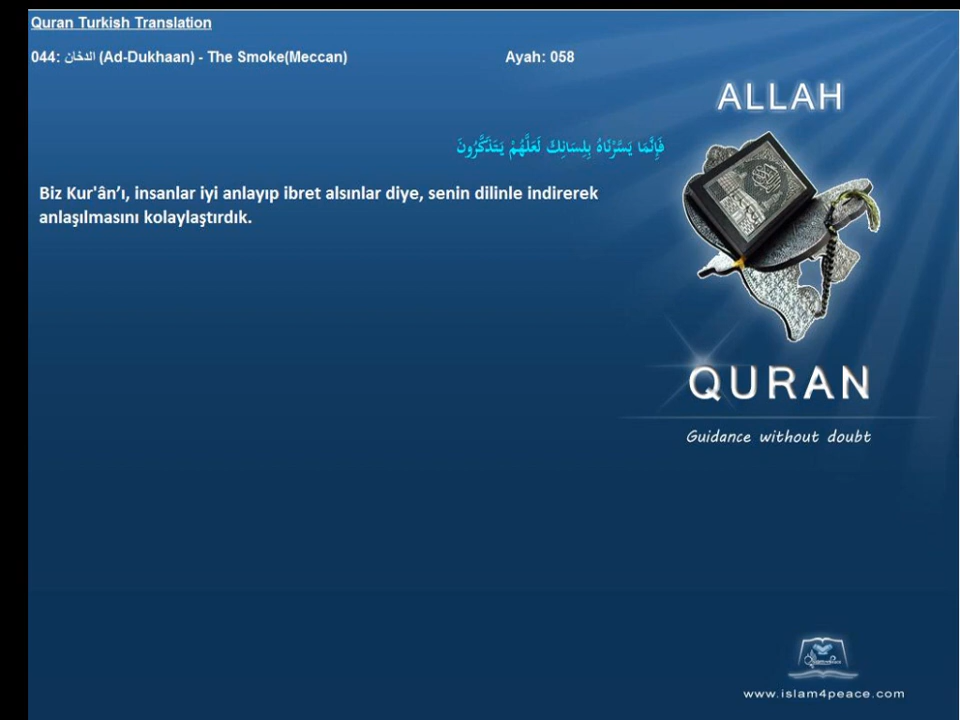 Quran Turkish Translation
044: الدخان (Ad-Dukhaan) - The Smoke(Meccan) Ayah: 058
ALLAH
فَإِنَّمَا يَسَّرْنَاهُ بِلِسَانِكَ لَعَلَّهُمْ يَتَذَكَّرُونَ
Biz Kur'ân’ı, insanlar iyi anlayıp ibret alsınlar diye, senin dilinle indirerek
anlaşılmasını kolaylaştırdık.
QURAN
Guidance without doubt
www.islam4peace.com